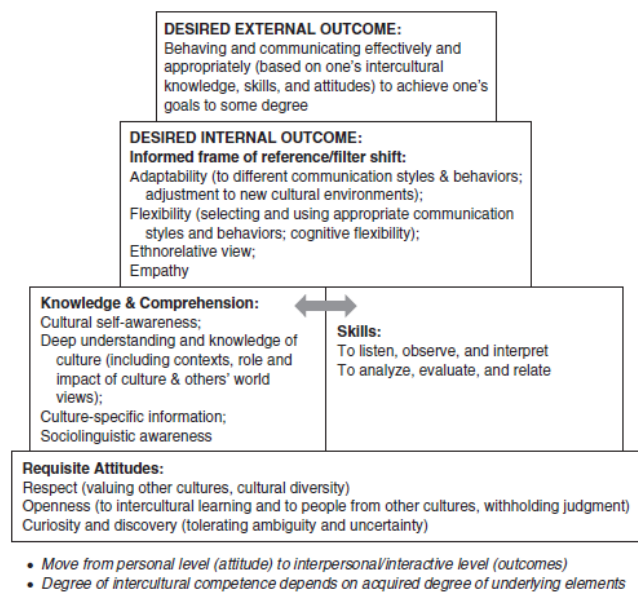 DESIRED EXTERNAL OUTCOME:
Behaving and communicating effectively and
appropriately (based on one's intercultural
knowledge, skills, and attitudes) to achieve one's
goals to some degree
DESIRED INTERNAL OUTCOME:
Informed frame of reference/filter shift:
Adaptability (to different communication styles & behaviors;
adjustment to new cultural environments);
Flexibility (selecting and using appropriate communication
styles and behaviors; cognitive flexibility);
Ethnorelative view;
Empathy
Knowledge & Comprehension:
Cultural self-awareness;
Deep understanding and knowledge of
culture (including contexts, role and
impact of culture & others' world
views);
Culture-specific information;
Sociolinguistic awareness
Skills:
To listen, observe, and interpret
To analyze, evaluate, and relate
Requisite Attitudes:
Respect (valuing other cultures, cultural diversity)
Openness (to intercultural learning and to people from other cultures, withholding judgment)
Curiosity and discovery (tolerating ambiguity and uncertainty)
• Move from personal level (attitude) to interpersonal/interactive level (outcomes)
• Degree of intercultural competence depends on acquired degree of underlying elements